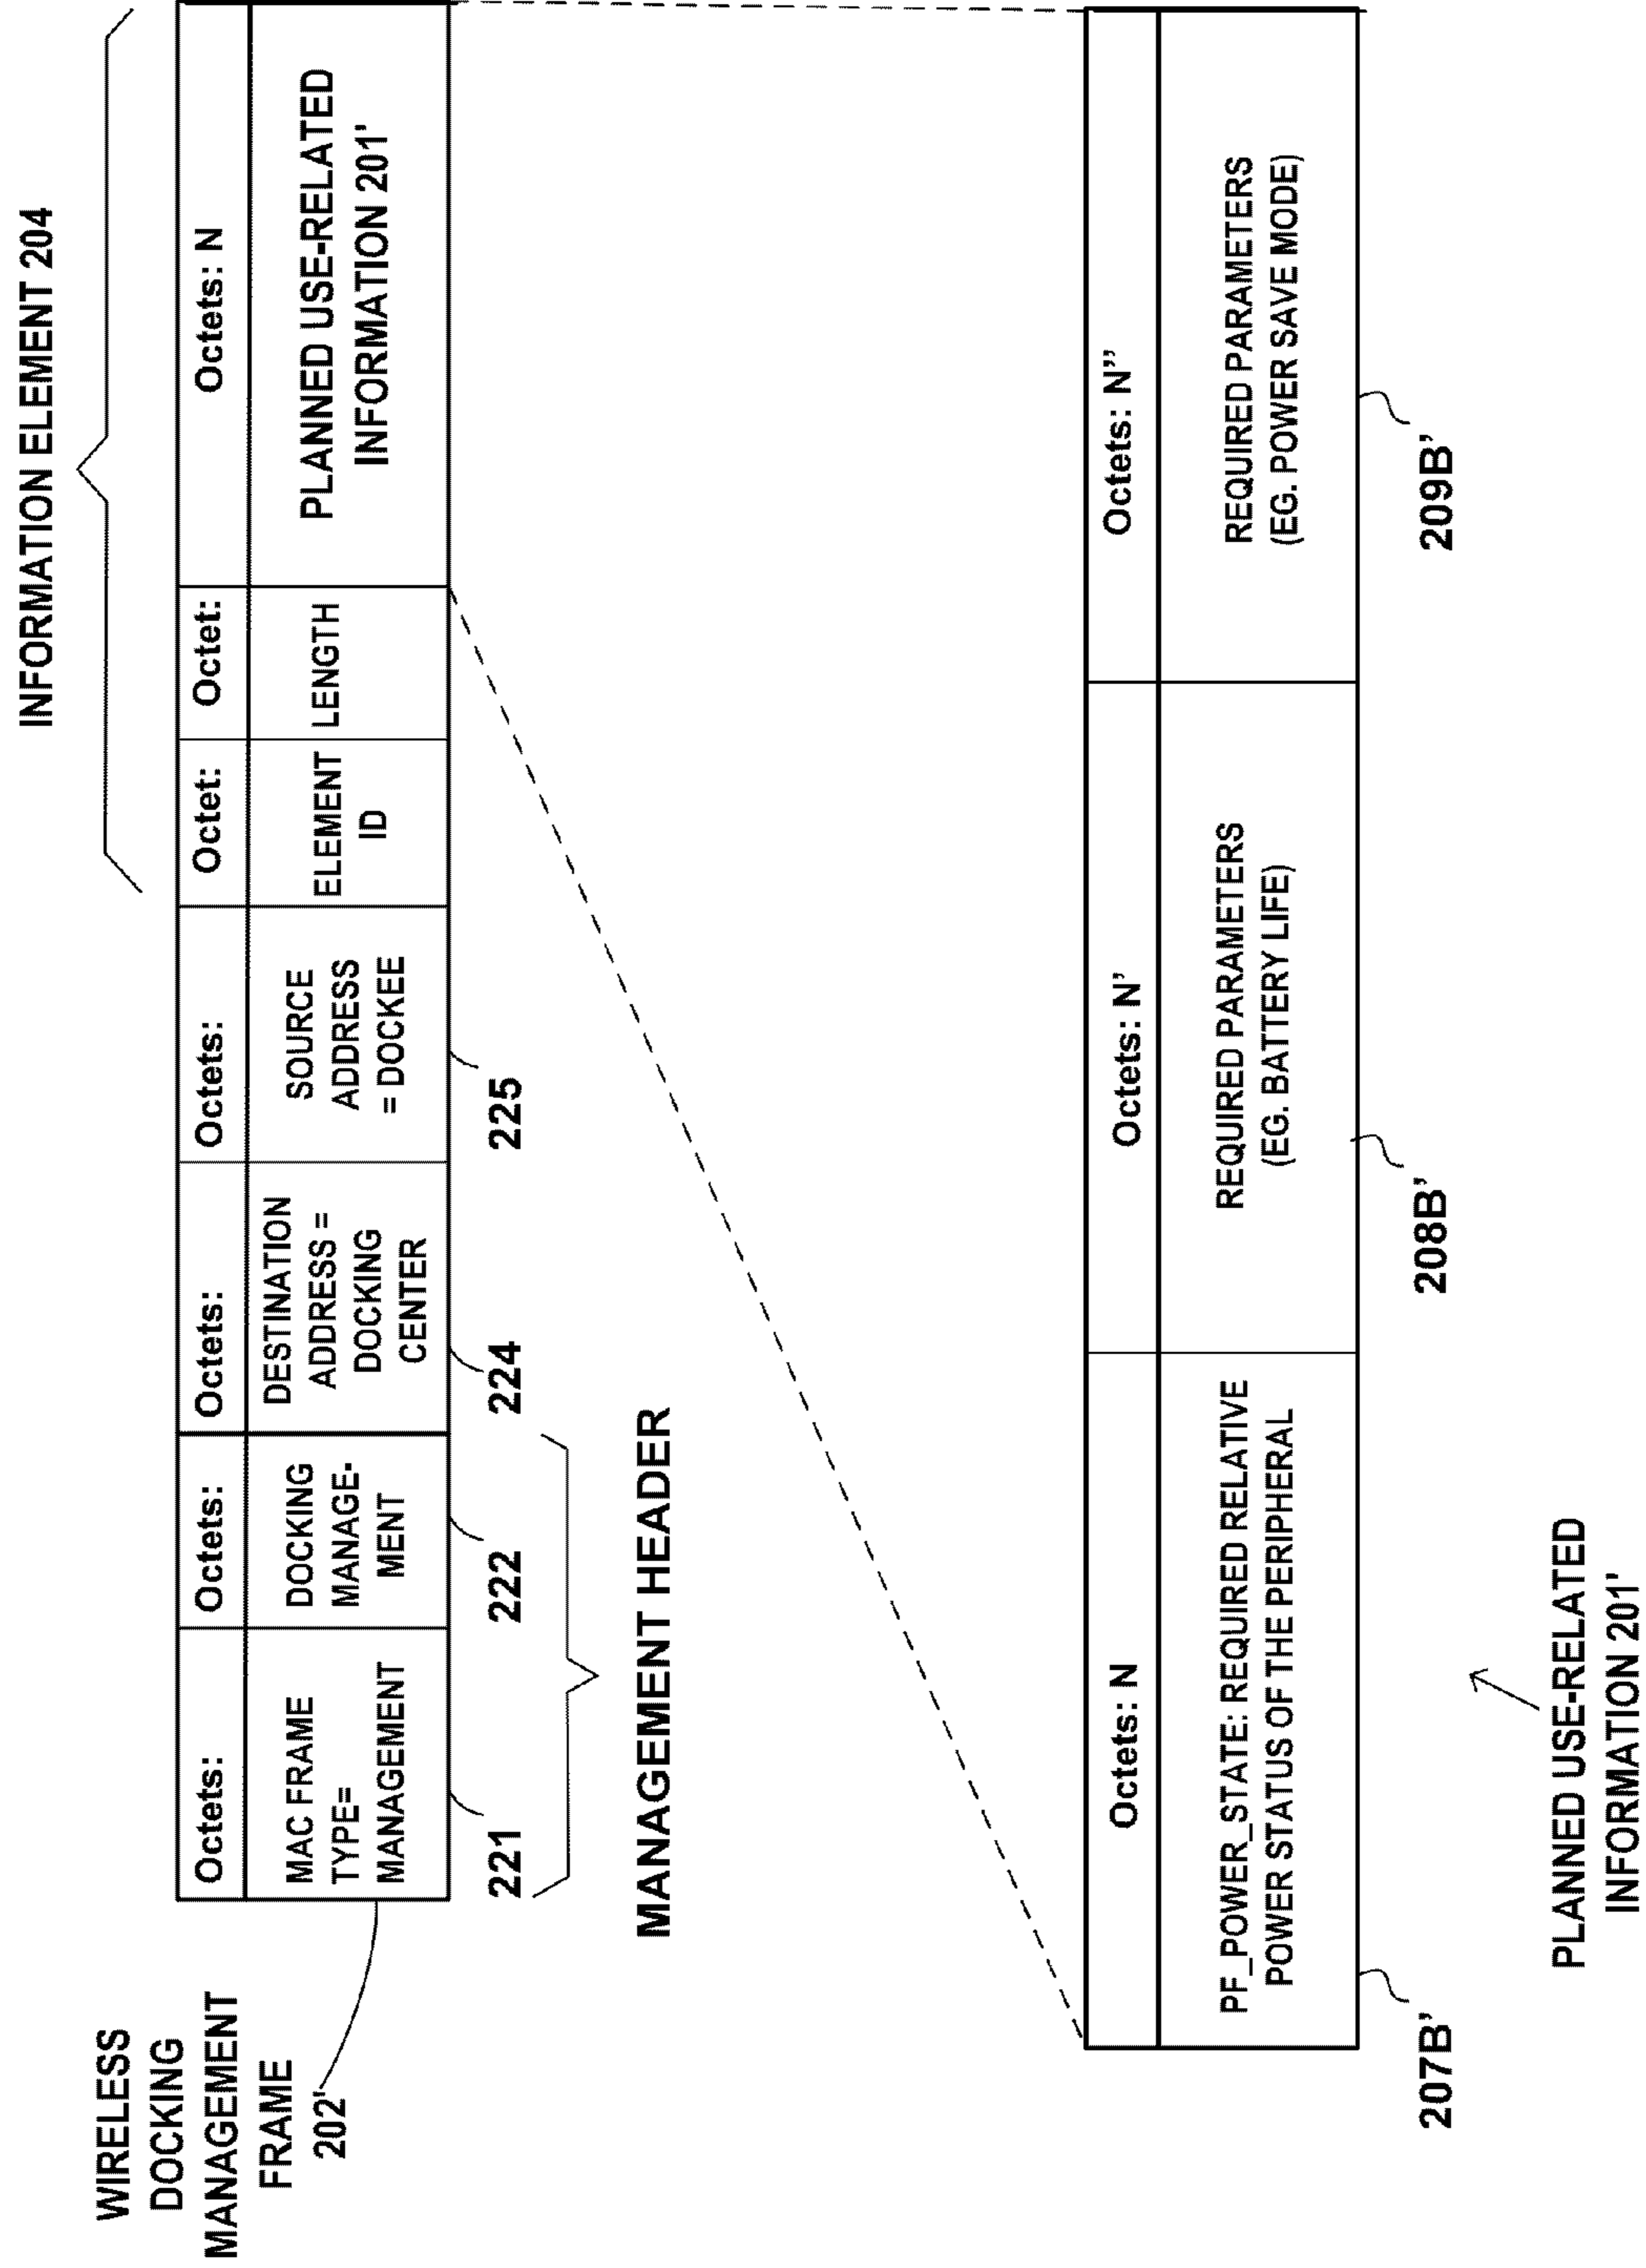 INFORMATION ELEMENT 204
WIRELESS
DOCKING
MANAGEMENT
FRAME
202'
Octets:
MAC FRAME
TYPE=
MANAGEMENT
221
Octets:
DOCKING
MANAGE-
MENT
222
Octets:
DESTINATION
ADDRESS =
DOCKING
CENTER
224
Octets:
SOURCE
ADDRESS
= DOCKEE
225
Octet:
ELEMENT
ID
Octet:
LENGTH
Octets: N
PLANNED USE-RELATED
INFORMATION 201'
MANAGEMENT HEADER
Octets: N
PF_POWER_STATE: REQUIRED RELATIVE
POWER STATUS OF THE PERIPHERAL
207B’
Octets: N’
REQUIRED PARAMETERS
(EG. BATTERY LIFE)
208B’
Octets: N”
REQUIRED PARAMETERS
(EG. POWER SAVE MODE)
209B’
PLANNED USE-RELATED
INFORMATION 201'